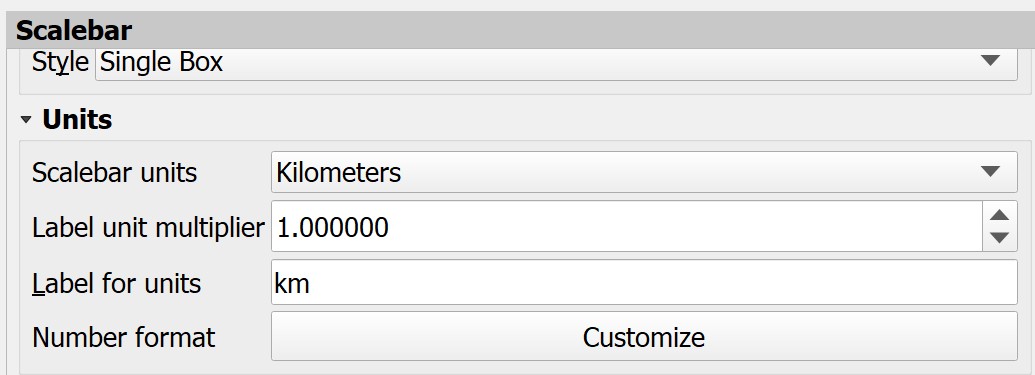 Scalebar
Style Single Box
Units
Scalebar units Kilometers
Label unit multiplier 1.000000
Label for units km
Number format Customize